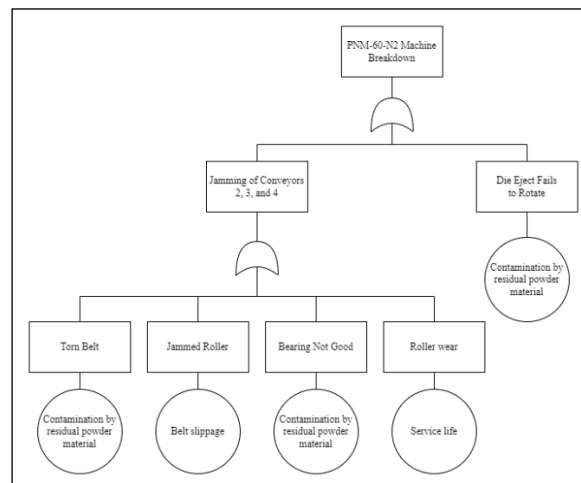 PNM-60-N2 Machine
Breakdown
Jamming of Conveyors
2, 3, and 4
Die Eject Fails
to Rotate
Contamination by
residual powder
material
Torn Belt
Jammed Roller
Bearing Not Good
Roller wear
Contamination by
residual powder
material
Belt slippage
Contamination by
residual powder
material
Service life